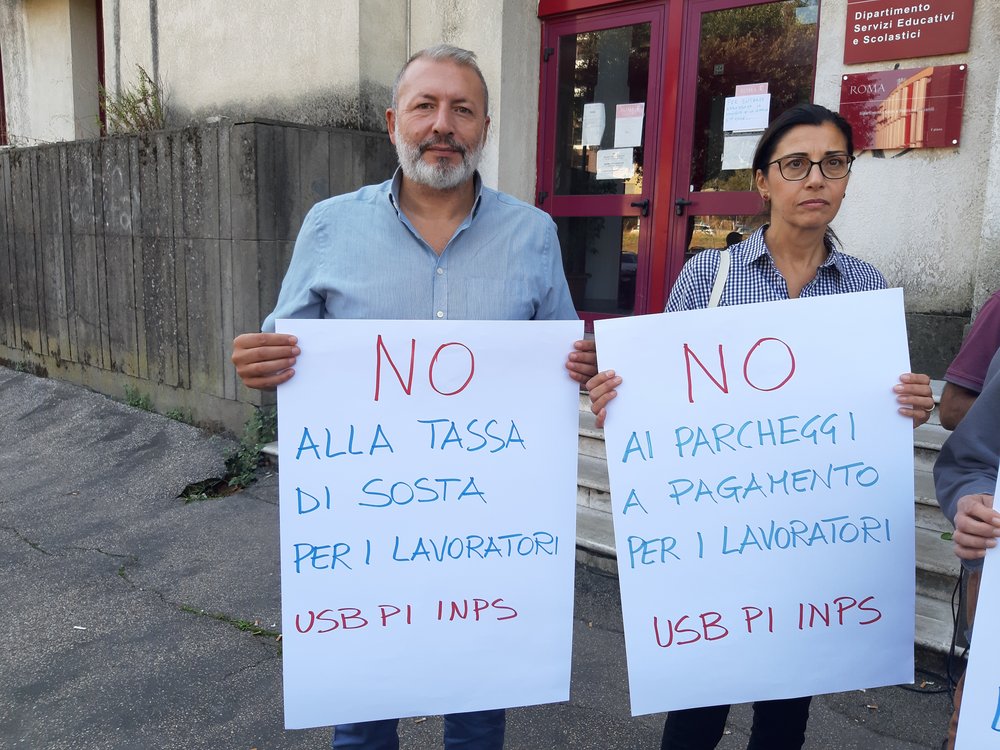 Dipartimento
Servizi Educativi
e Scolastici
ROMA
NO
ALLA TASSA
DI SOSTA
PER I LAVORATORI
USB PI INPS
NO
AI PARCHEGGI
A PAGAMENTO
PER I LAVORATORI
USB PI INPS